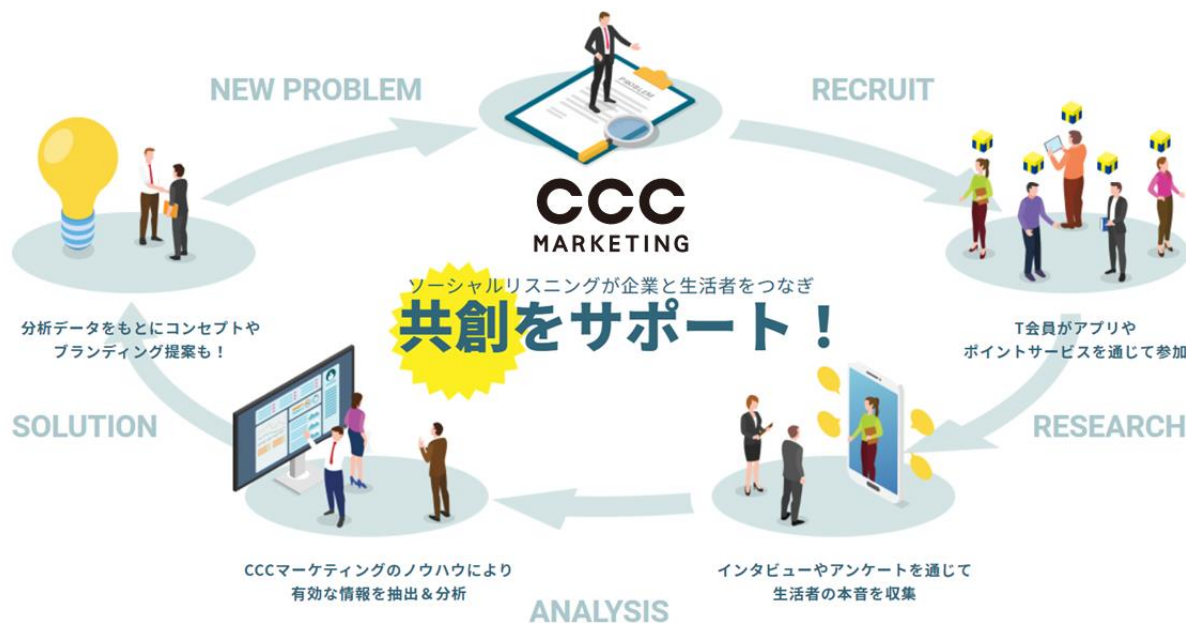 NEW PROBLEM
RECRUIT
PROBLEM
CCC
MARKETING
ソーシャルリスニングが企業と生活者をつなぎ
共創をサポート！
分析データをもとにコンセプトや
ブランディング提案も！
T会員がアプリや
ポイントサービスを通じて参加
SOLUTION
RESEARCH
CCCマーケティングのノウハウにより
有効な情報を抽出＆分析
インタビューやアンケートを通じて
生活者の本音を収集
ANALYSIS